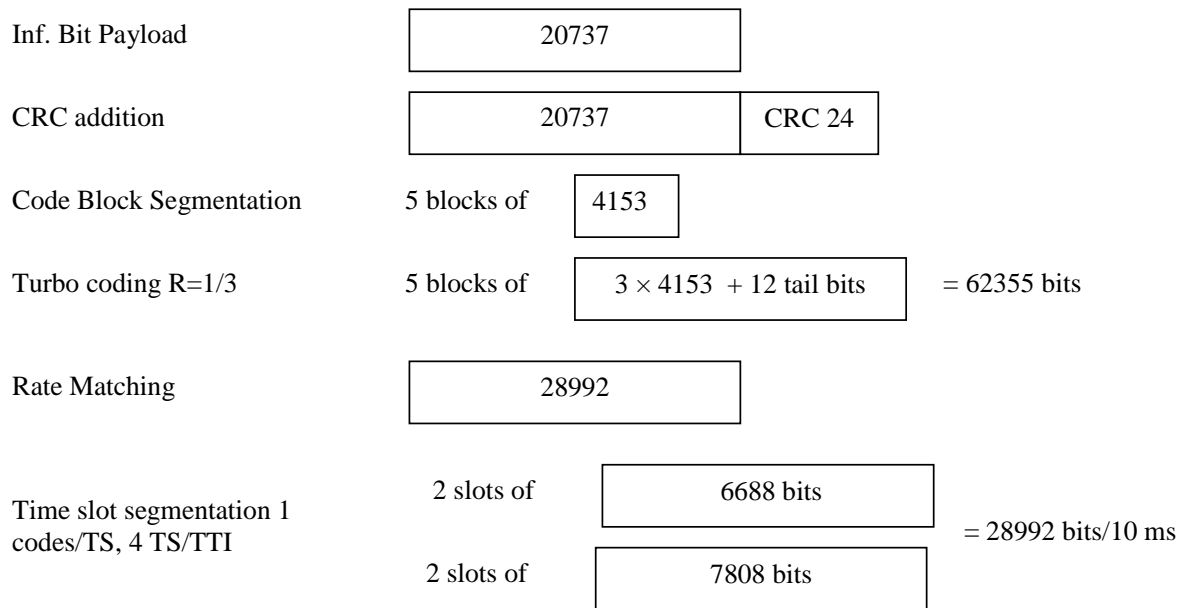 Inf. Bit Payload 20737
CRC addition 20737 CRC 24
Code Block Segmentation 5 blocks of 4153
Turbo coding R=1/3 5 blocks of 3 × 4153 + 12 tail bits = 62355 bits
Rate Matching 28992
2 slots of 6688 bits
Time slot segmentation 1
codes/TS, 4 TS/TTI
= 28992 bits/10 ms
2 slots of 7808 bits